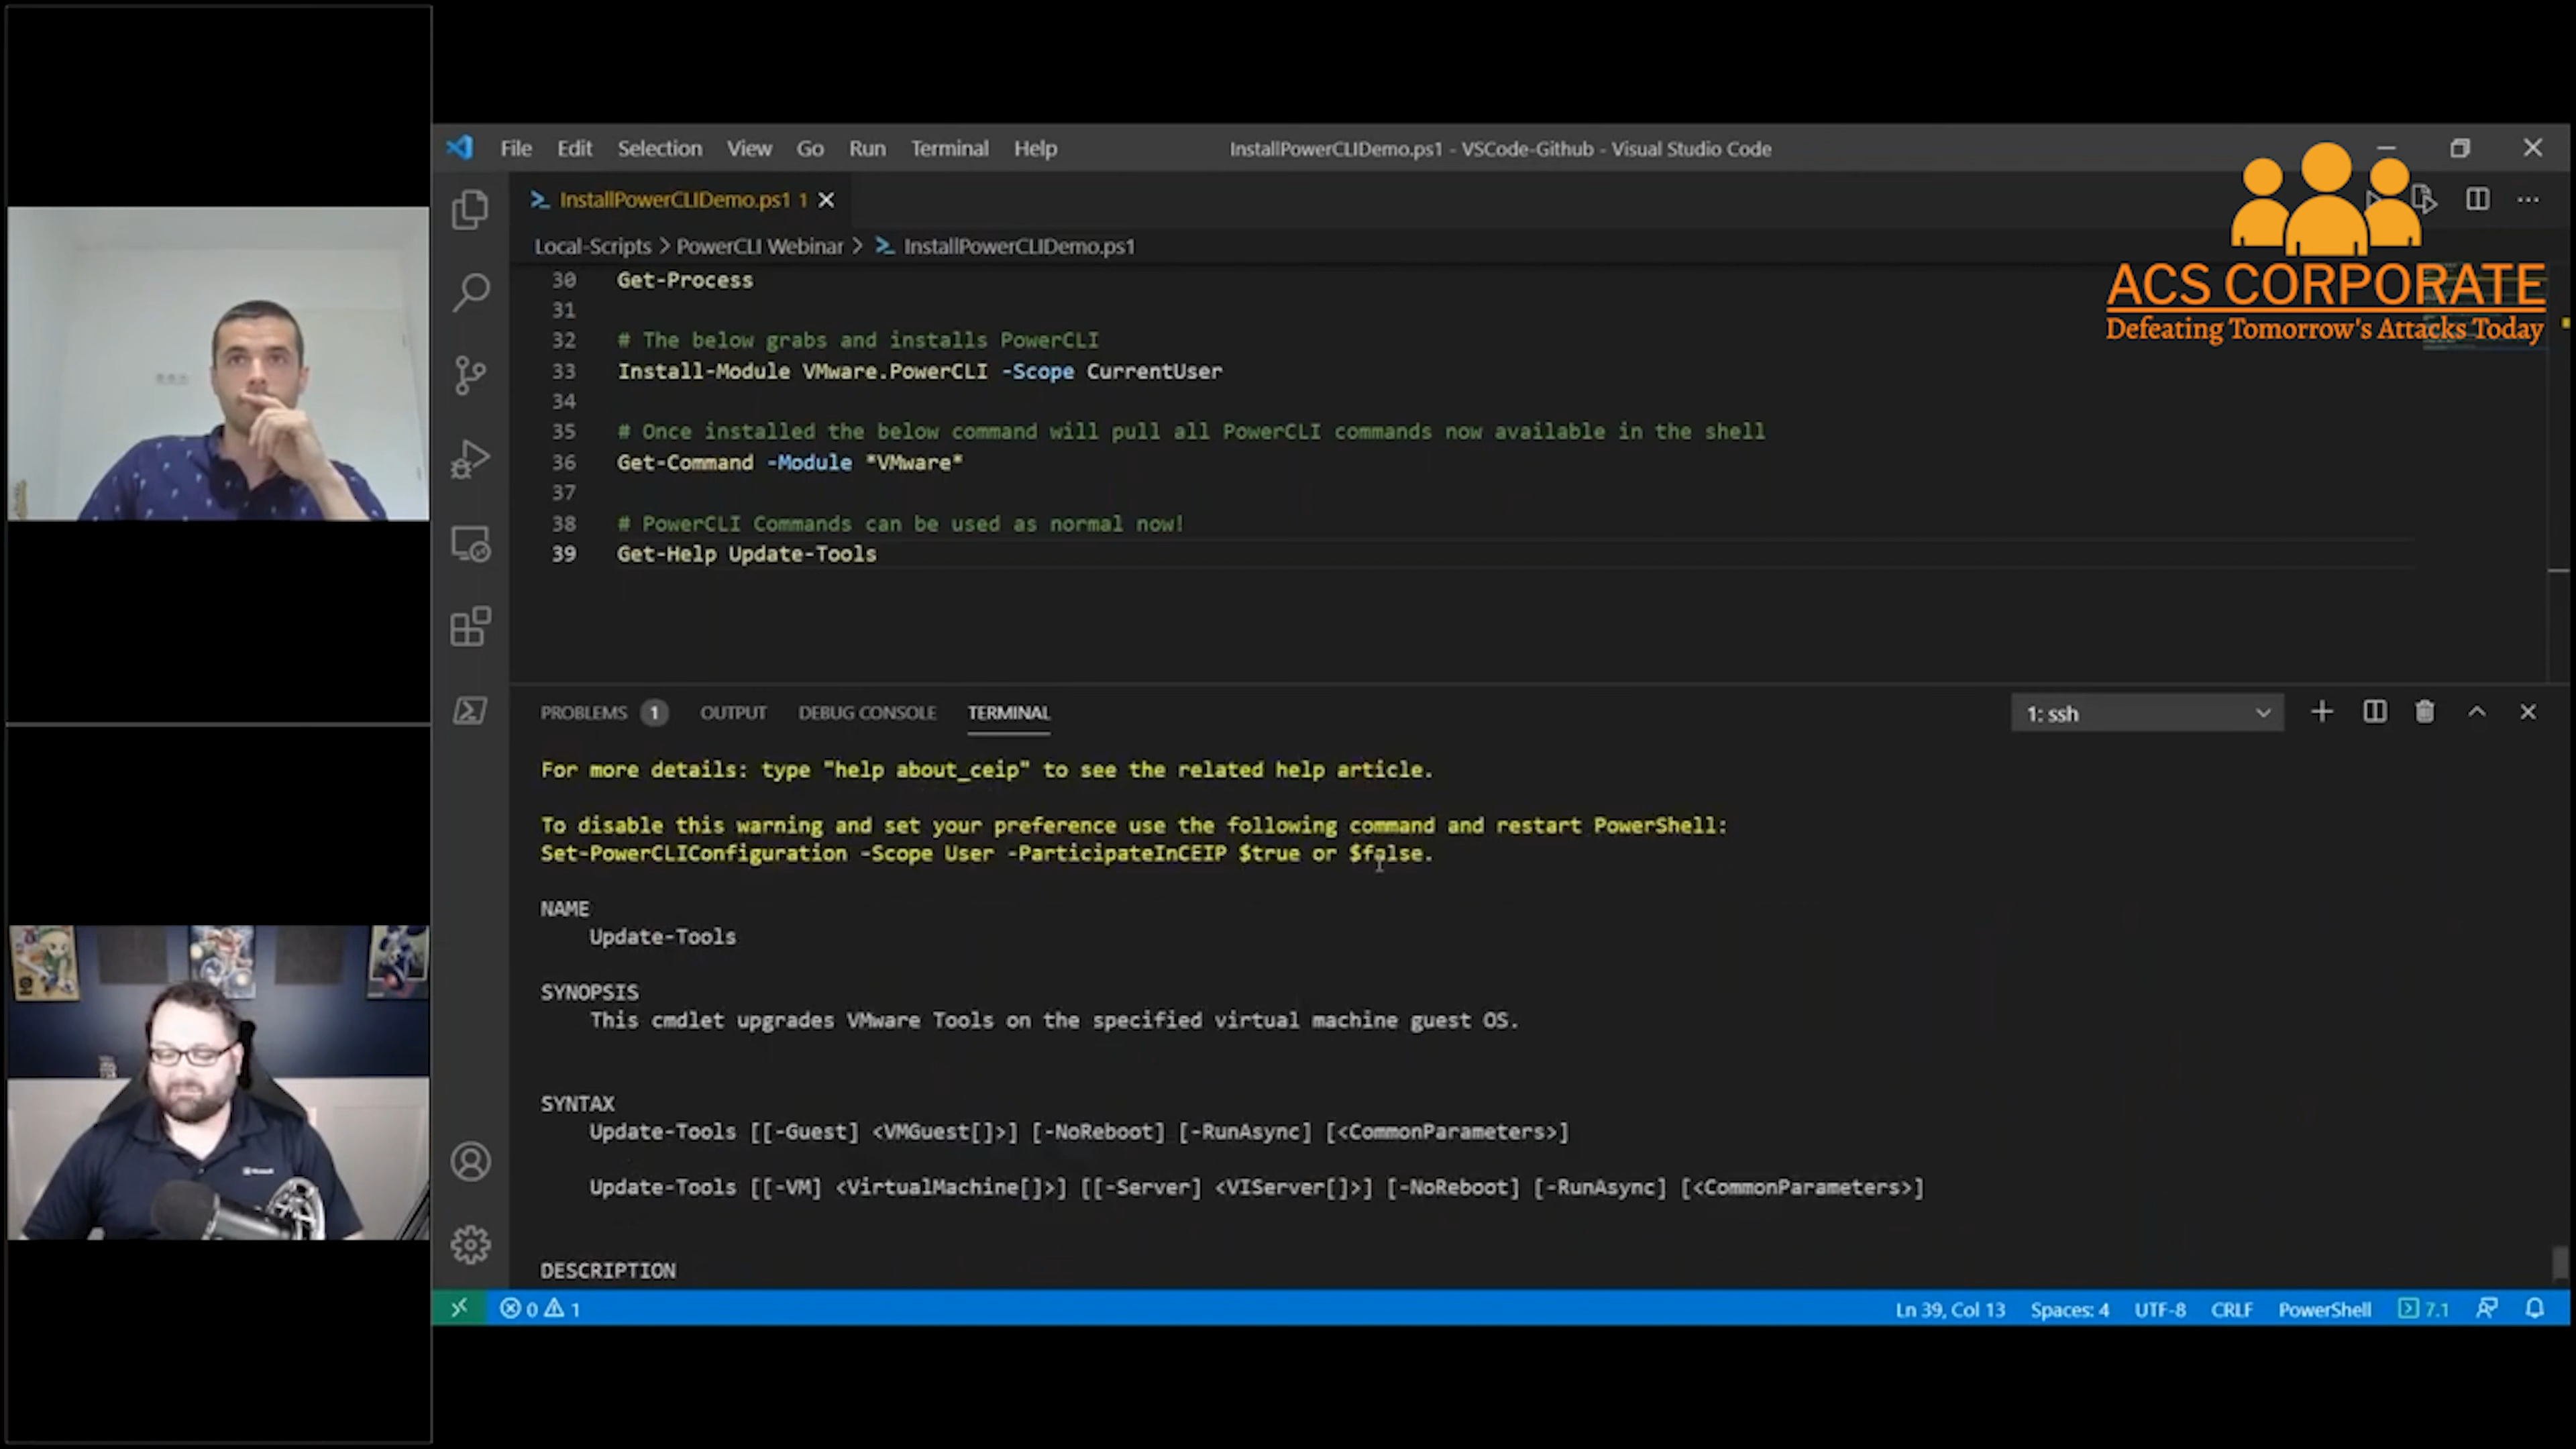 File Edit Selection View Go Run Terminal Help InstallPowerCLIDemo.ps1 - VSCode-Github - Visual Studio Code
InstallPowerCLIDemo.ps1 1
Local-Scripts > PowerCLI Webinar > InstallPowerCLIDemo.ps1
ACS CORPORATE
Defeating Tomorrow's Attacks Today
30 Get-Process
31
32 # The below grabs and installs PowerCLI
33 Install-Module VMware.PowerCLI -Scope CurrentUser
34
35 # Once installed the below command will pull all PowerCLI commands now available in the shell
36 Get-Command -Module *VMware*
37
38 # PowerCLI Commands can be used as normal now!
39 Get-Help Update-Tools
PROBLEMS 1 OUTPUT DEBUG CONSOLE TERMINAL 1: ssh
For more details: type "help about_ceip" to see the related help article.
To disable this warning and set your preference use the following command and restart PowerShell:
Set-PowerCLIConfiguration -Scope User -ParticipateInCEIP $true or $false.
NAME
Update-Tools
SYNOPSIS
This cmdlet upgrades VMware Tools on the specified virtual machine guest OS.
SYNTAX
Update-Tools [[-Guest] <VMGuest[]>] [-NoReboot] [-RunAsync] [<CommonParameters>]
Update-Tools [[-VM] <VirtualMachine[]>] [[-Server] <VIServer[]>] [-NoReboot] [-RunAsync] [<CommonParameters>]
DESCRIPTION
0 1 Ln 39, Col 13 Spaces: 4 UTF-8 CRLF PowerShell 7.1